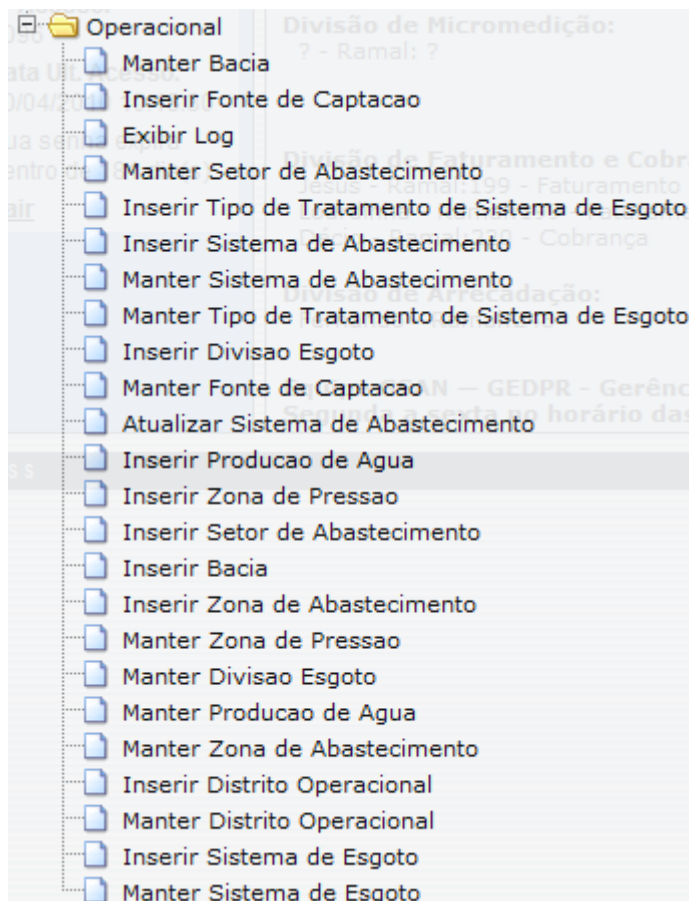 Operacional
Manter Bacia
Inserir Fonte de Captacao
Exibir Log
Manter Setor de Abastecimento
Inserir Tipo de Tratamento de Sistema de Esgoto
Inserir Sistema de Abastecimento
Manter Sistema de Abastecimento
Manter Tipo de Tratamento de Sistema de Esgoto
Inserir Divisao Esgoto
Manter Fonte de Captacao
Atualizar Sistema de Abastecimento
Inserir Producao de Agua
Inserir Zona de Pressao
Inserir Setor de Abastecimento
Inserir Bacia
Inserir Zona de Abastecimento
Manter Zona de Pressao
Manter Divisao Esgoto
Manter Producao de Agua
Manter Zona de Abastecimento
Inserir Distrito Operacional
Manter Distrito Operacional
Inserir Sistema de Esgoto
Manter Sistema de Esgoto
Divisão de Micromedição:
? - Ramal: ?
Divisão de Faturamento e Cobra
Jesus - Ramal:199 - Faturamento
- Cobrança
Divisão de Arrecadação:
— GEDPR - Gerênc
Segunda a sexta no horário das